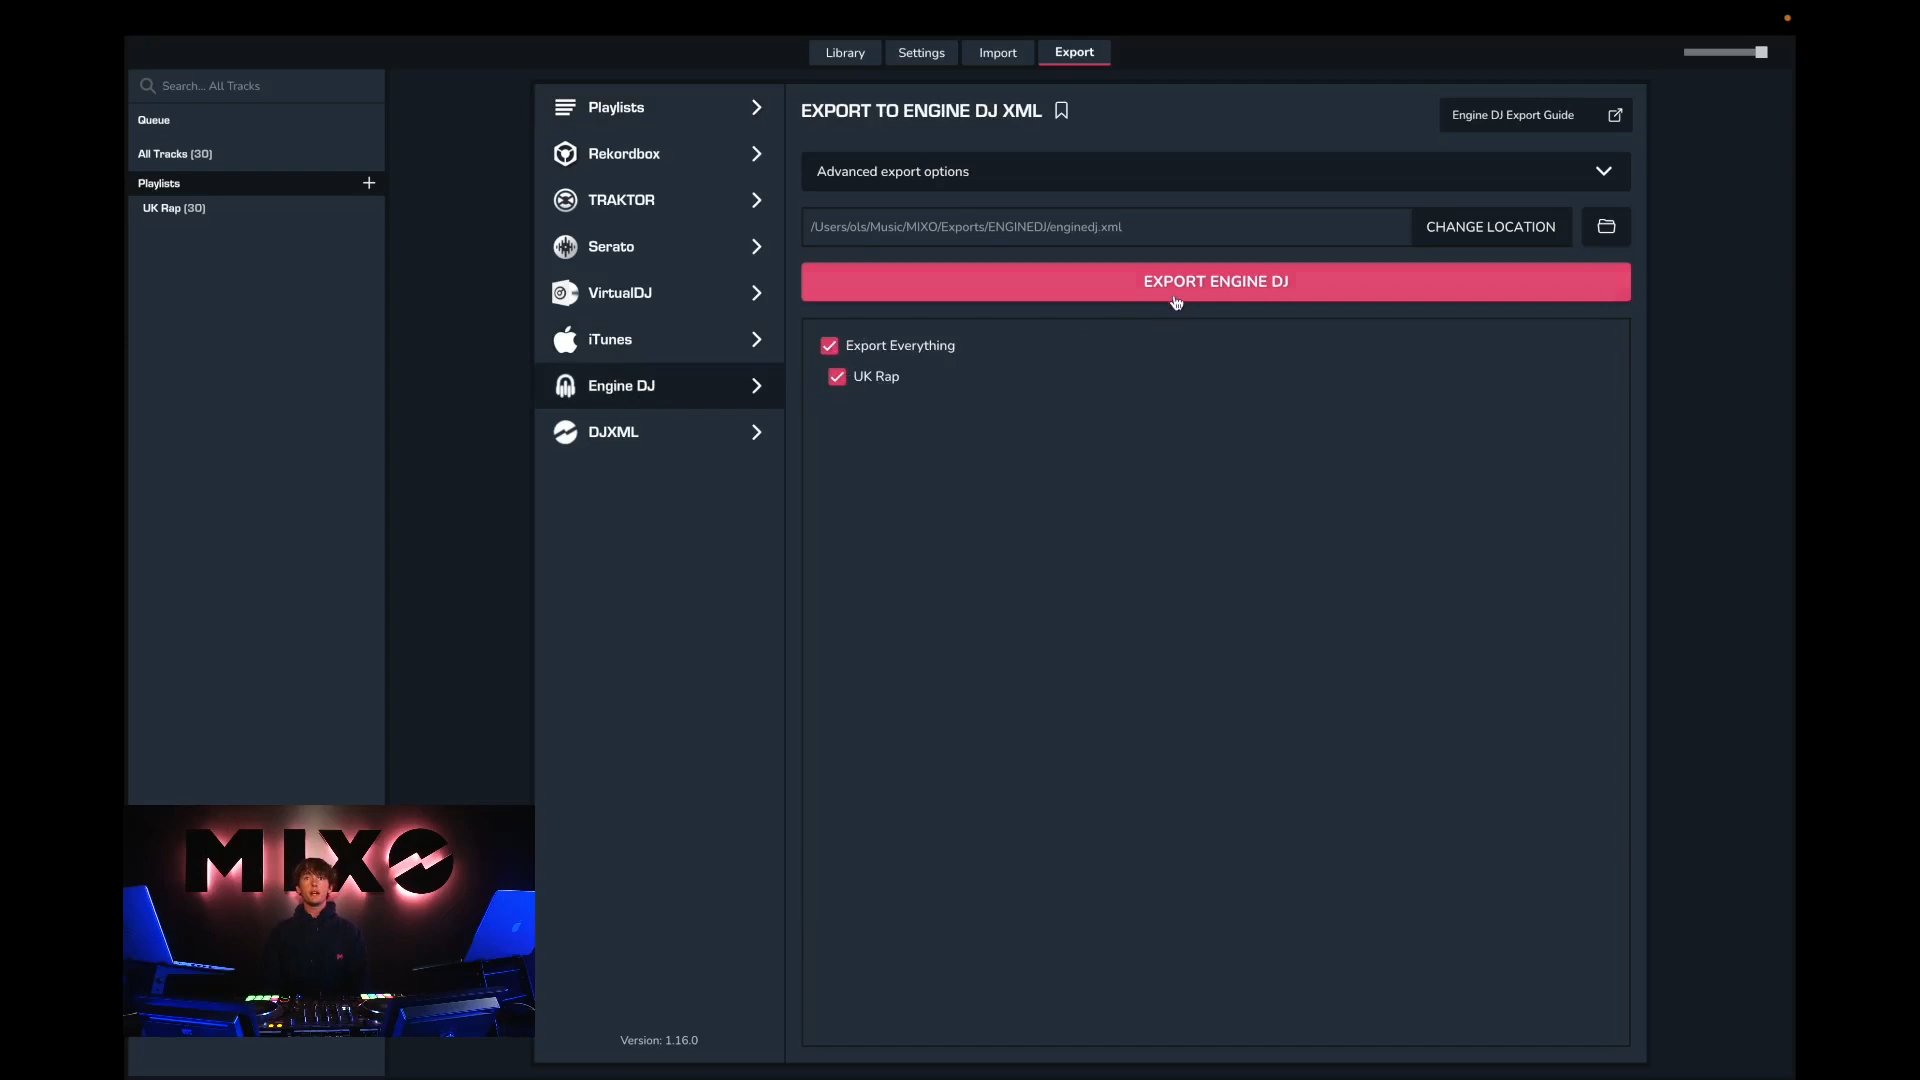 Library
Settings
Import
Export
Search... All Tracks
Queue
All Tracks (30)
Playlists
UK Rap (30)
Playlists
Rekordbox
TRAKTOR
Serato
VirtualDJ
iTunes
Engine DJ
DJXML
Version: 1.16.0
EXPORT TO ENGINE DJ XML
Engine DJ Export Guide
Advanced export options
/Users/ols/Music/MIXO/Exports/ENGINEDJ/enginedj.xml
CHANGE LOCATION
EXPORT ENGINE DJ
Export Everything
UK Rap
MIXO